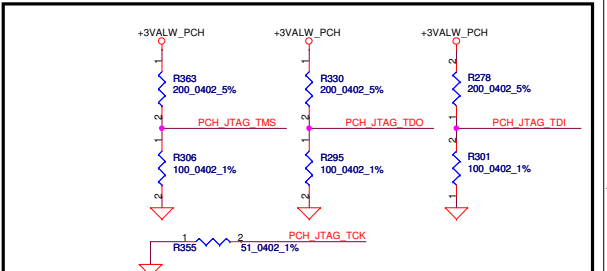 +3VALW_PCH +3VALW_PCH +3VALW_PCH
1 1 2
R363 R330 R278
200_0402_5% 200_0402_5% 200_0402_5%
2 2 1
PCH_JTAG_TMS PCH_JTAG_TDO PCH_JTAG_TDI
1 1 2
R306 R295 R301
100_0402_1% 100_0402_1% 100_0402_1%
2 2 1
1 2 PCH_JTAG_TCK
R355 51_0402_1%